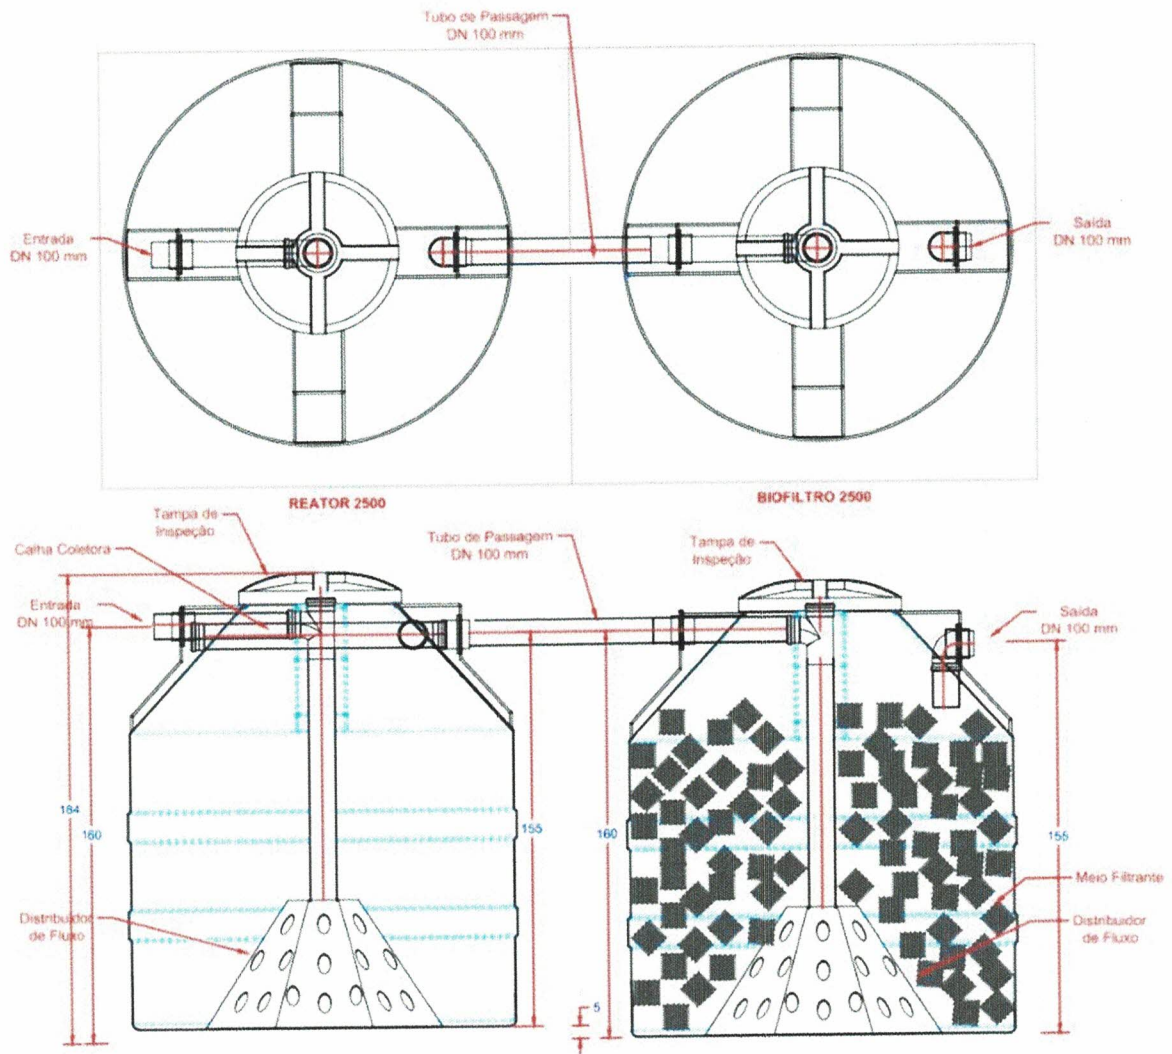 Tubo de Passagem
DN 100 mm
Entrada
DN 100 mm
Saída
DN 100 mm
REATOR 2500
BIOFILTRO 2500
Tampa de
Inspeção
Calha Coletora
Tubo de Passagem
DN 100 mm
Tampa de
Inspeção
Entrada
DN 100 mm
Saída
DN 100 mm
184
160
155
160
155
Meio Filtrante
Distribuidor
de Fluxo
Distribuidor
de Fluxo
5